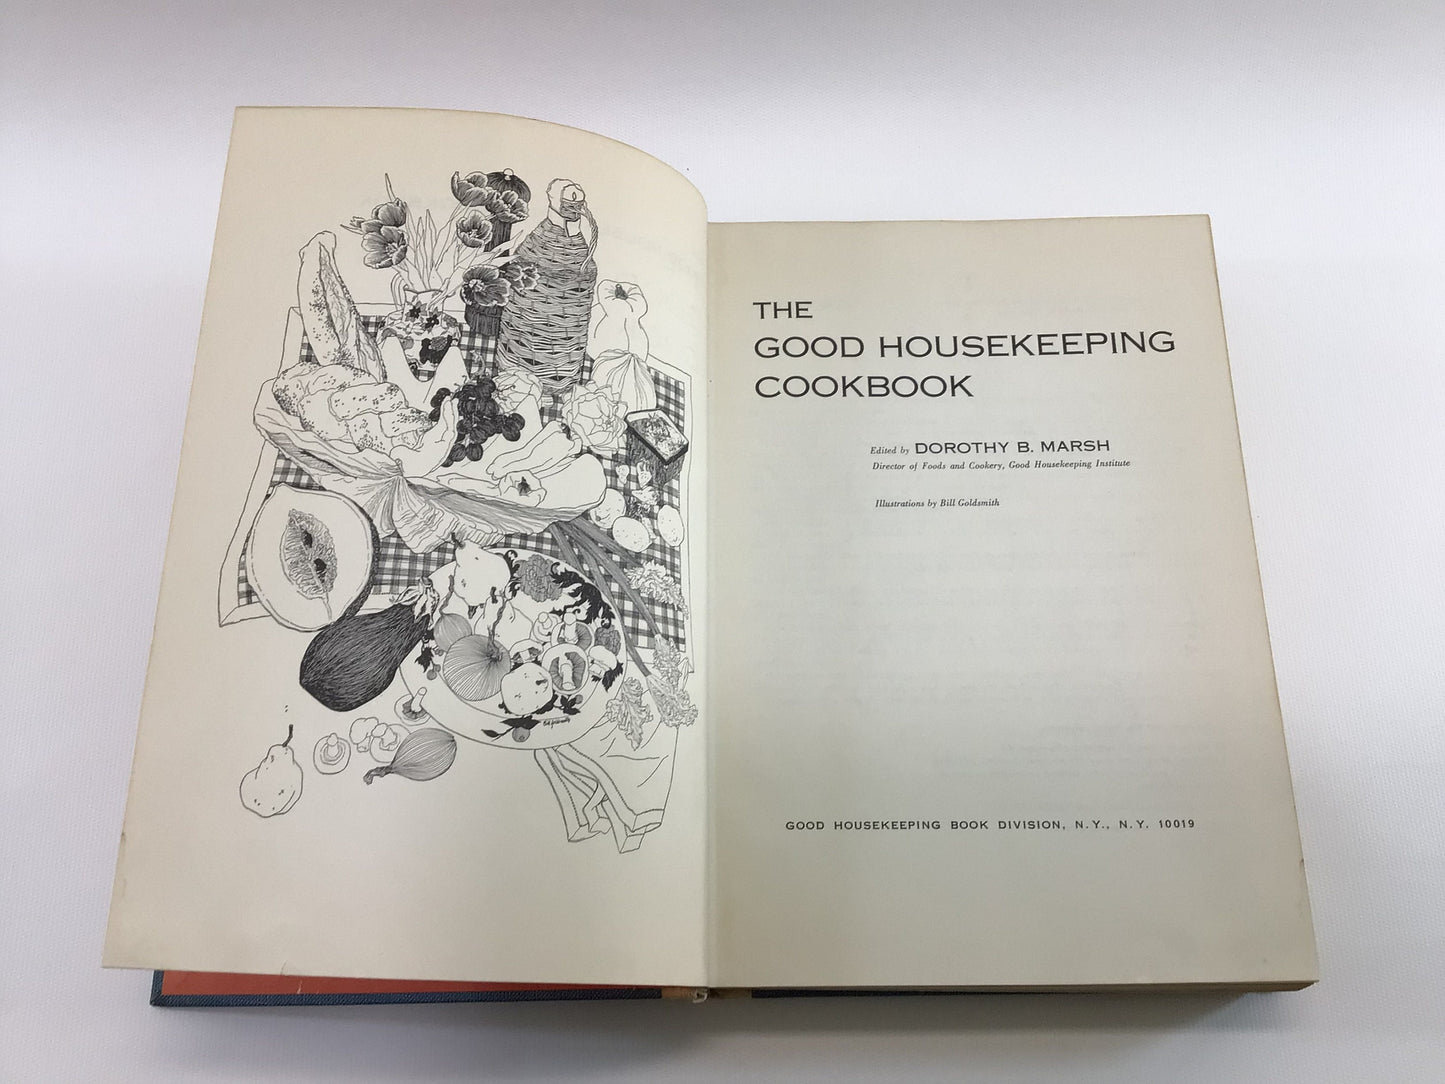 THE
GOOD HOUSEKEEPING
COOKBOOK
Edited by DOROTHY B. MARSH
Director of Foods and Cookery, Good Housekeeping Institute
Illustrations by Bill Goldsmith
GOOD HOUSEKEEPING BOOK DIVISION, N.Y., N.Y. 10019